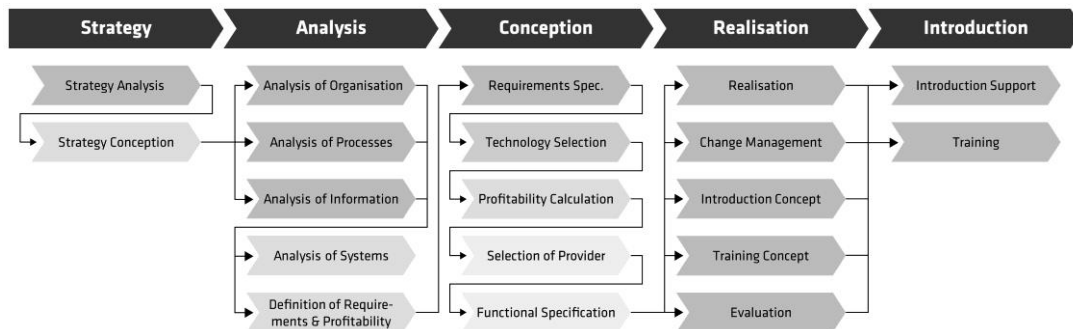 Strategy
Analysis
Conception
Realisation
Introduction
Strategy Analysis
Strategy Conception
Analysis of Organisation
Analysis of Processes
Analysis of Information
Analysis of Systems
Definition of Require-
ments & Profitability
Requirements Spec.
Technology Selection
Profitability Calculation
Selection of Provider
Functional Specification
Realisation
Change Management
Introduction Concept
Training Concept
Evaluation
Introduction Support
Training